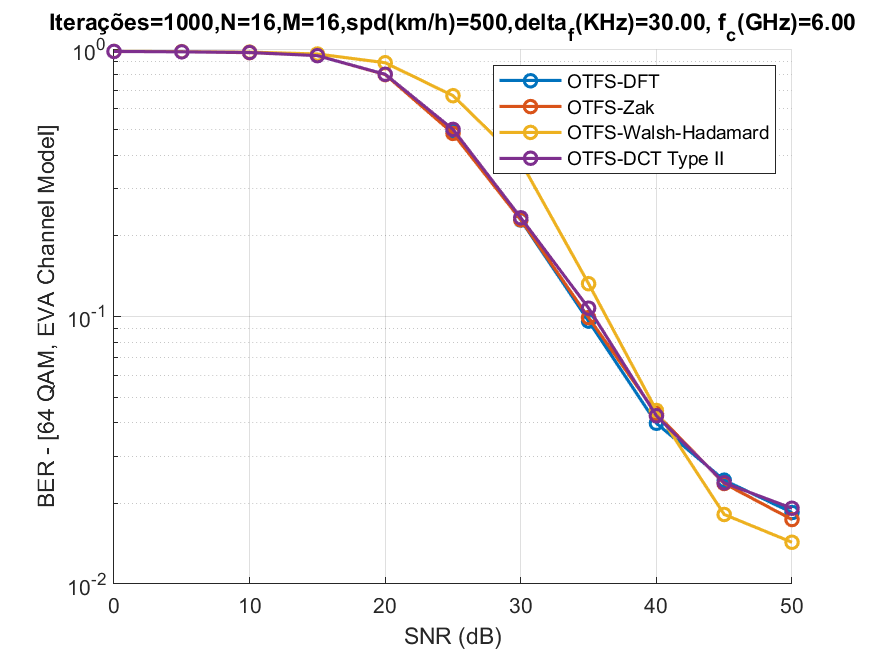 Iterações=1000,N=16,M=16,spd(km/h)=500,delta_f(KHz)=30.00, f_c(GHz)=6.00
10^0
OTFS-DFT
OTFS-Zak
OTFS-Walsh-Hadamard
OTFS-DCT Type II
BER - [64 QAM, EVA Channel Model]
10^-1
10^-2
0 10 20 30 40 50
SNR (dB)